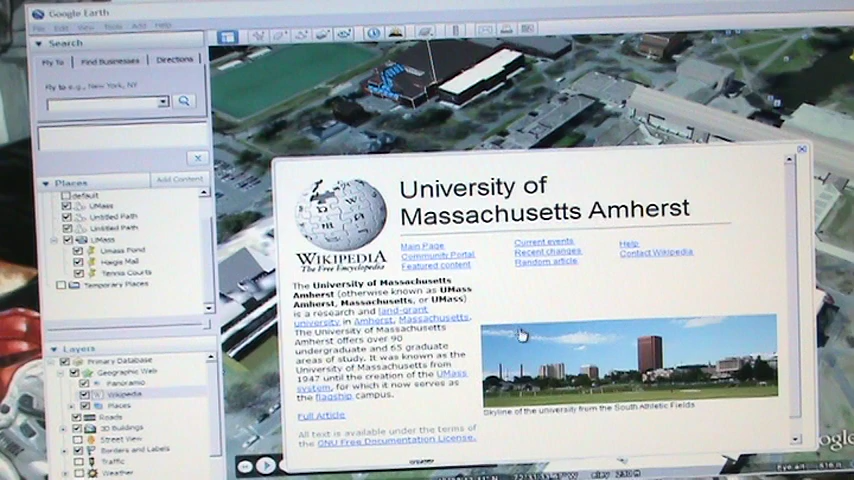 Google Earth
File Edit View Tools Add Help
Search
Fly To Find Businesses Directions
Fly to e.g., New York, NY
Places
Add Content
default
UMass
Untitled Path
Untitled Path
UMass
Umass Pond
Haigis Mall
Tennis Courts
Temporary Places
Layers
Primary Database
Geographic Web
Panoramio
Wikipedia
Places
Roads
3D Buildings
Street View
Borders and Labels
Traffic
Weather
University of
Massachusetts Amherst
WIKIPEDIA
The Free Encyclopedia
Main Page
Community Portal
Featured content
Current events
Recent changes
Random article
Help
Contact Wikipedia
The University of Massachusetts
Amherst (otherwise known as UMass
Amherst, Massachusetts, or UMass)
is a research and land-grant
university in Amherst, Massachusetts.
The University of Massachusetts
Amherst offers over 90
undergraduate and 65 graduate
areas of study. It was known as the
University of Massachusetts from
1947 until the creation of the UMass
system, for which it now serves as
the flagship campus.
Full Article
All text is available under the terms of
the GNU Free Documentation License.
Skyline of the university from the South Athletic Fields